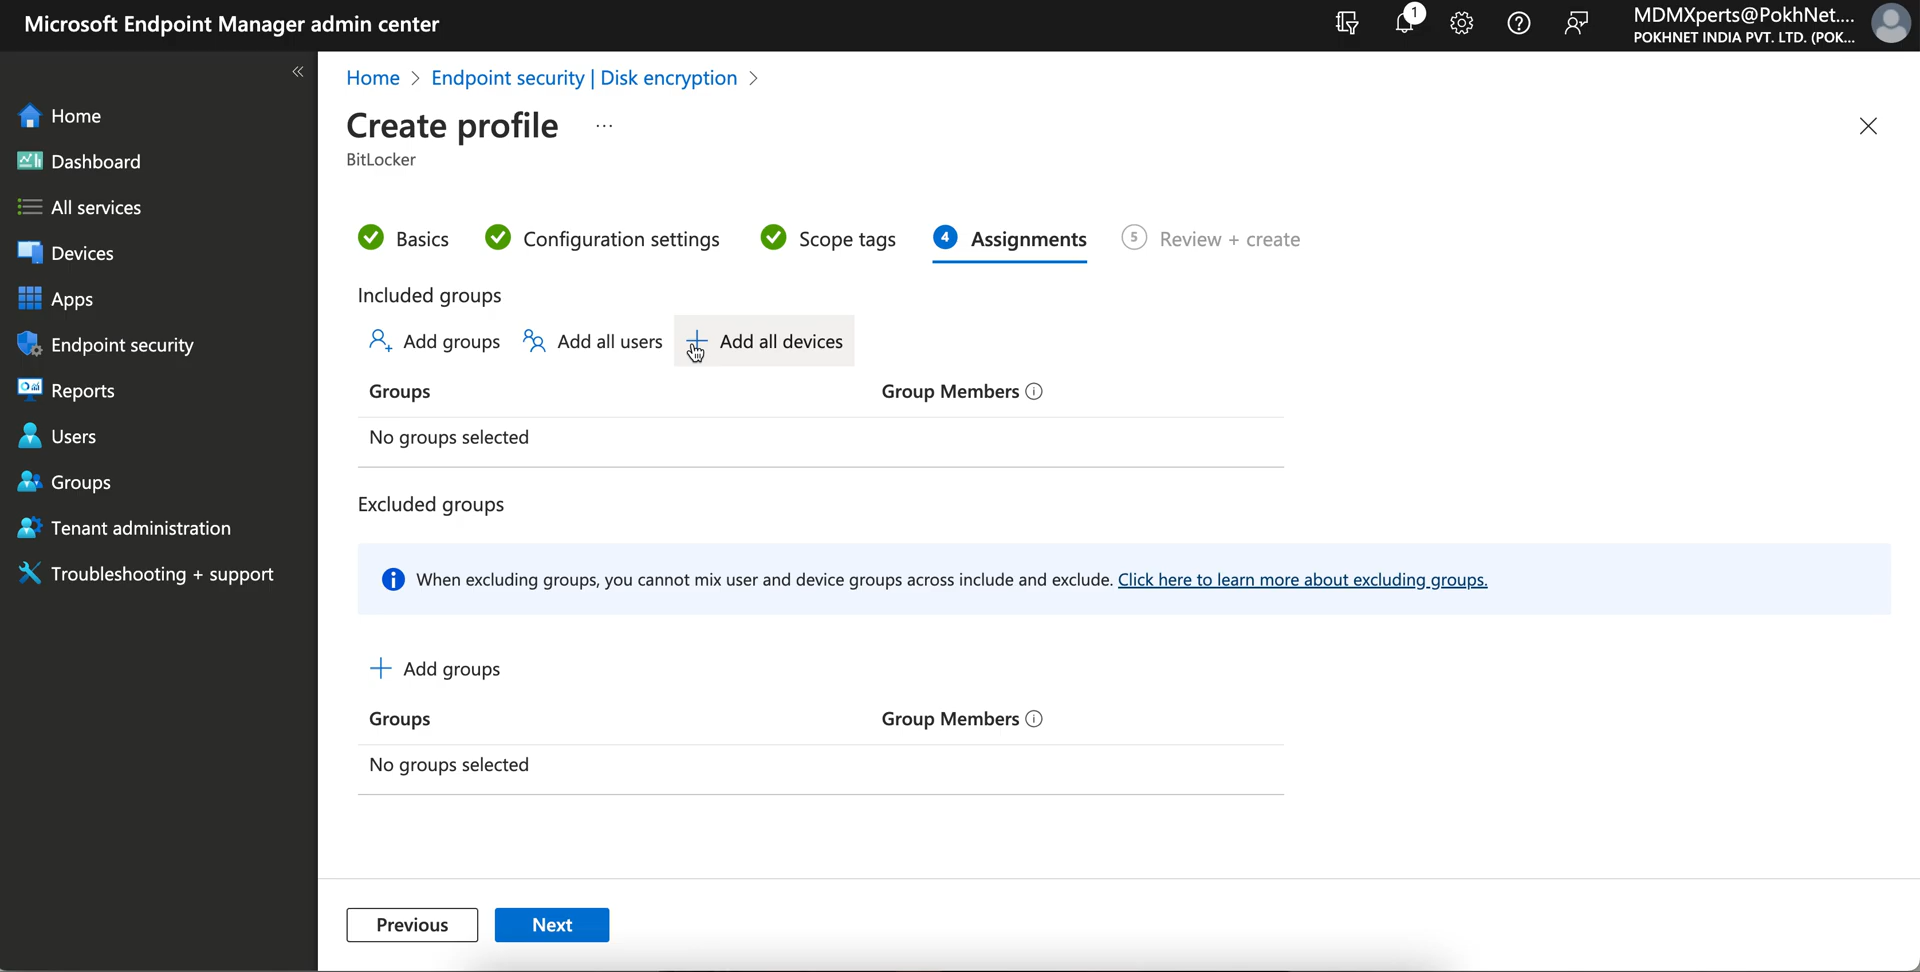 Microsoft Endpoint Manager admin center
1
MDMXperts@PokhNet....
POKHNET INDIA PVT. LTD. (POK...
«
Home
Dashboard
All services
Devices
Apps
Endpoint security
Reports
Users
Groups
Tenant administration
Troubleshooting + support
Home > Endpoint security | Disk encryption >
Create profile ...
BitLocker
Basics
Configuration settings
Scope tags
4 Assignments
5 Review + create
Included groups
Add groups
Add all users
Add all devices
Groups Group Members
No groups selected
Excluded groups
When excluding groups, you cannot mix user and device groups across include and exclude. Click here to learn more about excluding groups.
Add groups
Groups Group Members
No groups selected
Previous Next